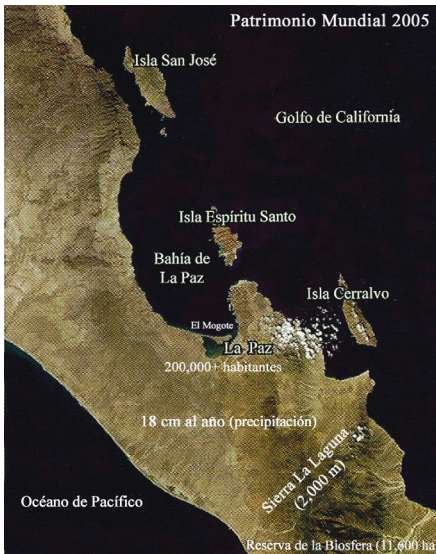 Patrimonio Mundial 2005
Isla San José
Golfo de California
Isla Espíritu Santo
Bahía de
La Paz
Isla Cerralvo
El Mogote
La Paz
200,000+ habitantes
18 cm al año (precipitación)
Sierra La Laguna
(2,000 m)
Océano de Pacífico
Reserva de la Biosfera (11,600 ha